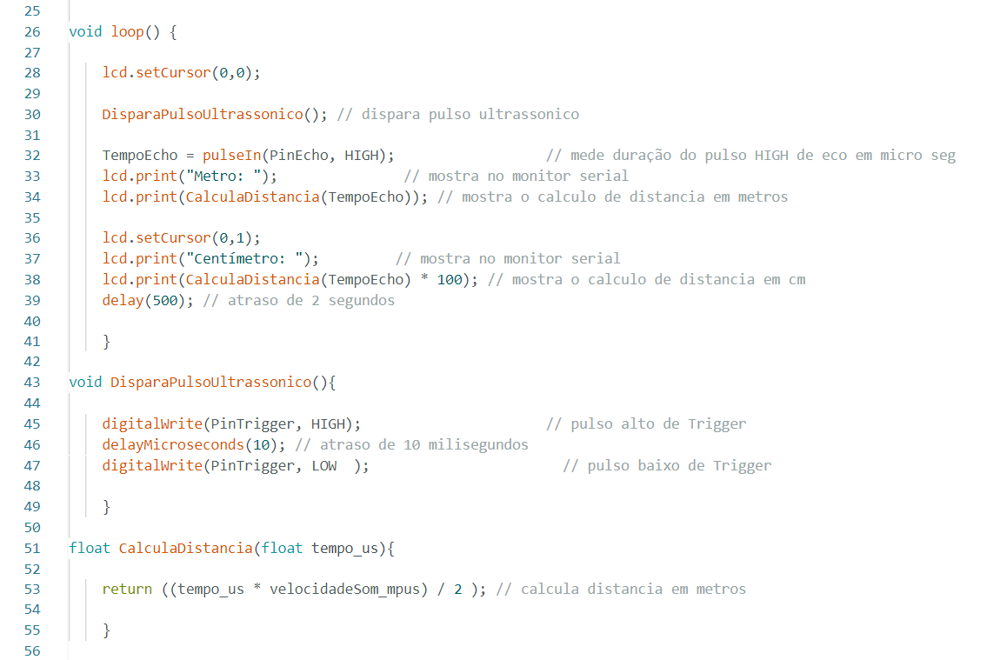 25
26 void loop() {
27
28 lcd.setCursor(0,0);
29
30 DisparaPulsoUltrassonico(); // dispara pulso ultrassonico
31
32 TempoEcho = pulseIn(PinEcho, HIGH); // mede duração do pulso HIGH de eco em micro seg
33 lcd.print("Metro: "); // mostra no monitor serial
34 lcd.print(CalculaDistancia(TempoEcho)); // mostra o calculo de distancia em metros
35
36 lcd.setCursor(0,1);
37 lcd.print("Centímetro: "); // mostra no monitor serial
38 lcd.print(CalculaDistancia(TempoEcho) * 100); // mostra o calculo de distancia em cm
39 delay(500); // atraso de 2 segundos
40
41 }
42
43 void DisparaPulsoUltrassonico(){
44
45 digitalWrite(PinTrigger, HIGH); // pulso alto de Trigger
46 delayMicroseconds(10); // atraso de 10 milisegundos
47 digitalWrite(PinTrigger, LOW  ); // pulso baixo de Trigger
48
49 }
50
51 float CalculaDistancia(float tempo_us){
52
53 return ((tempo_us * velocidadeSom_mpus) / 2 ); // calcula distancia em metros
54
55 }
56